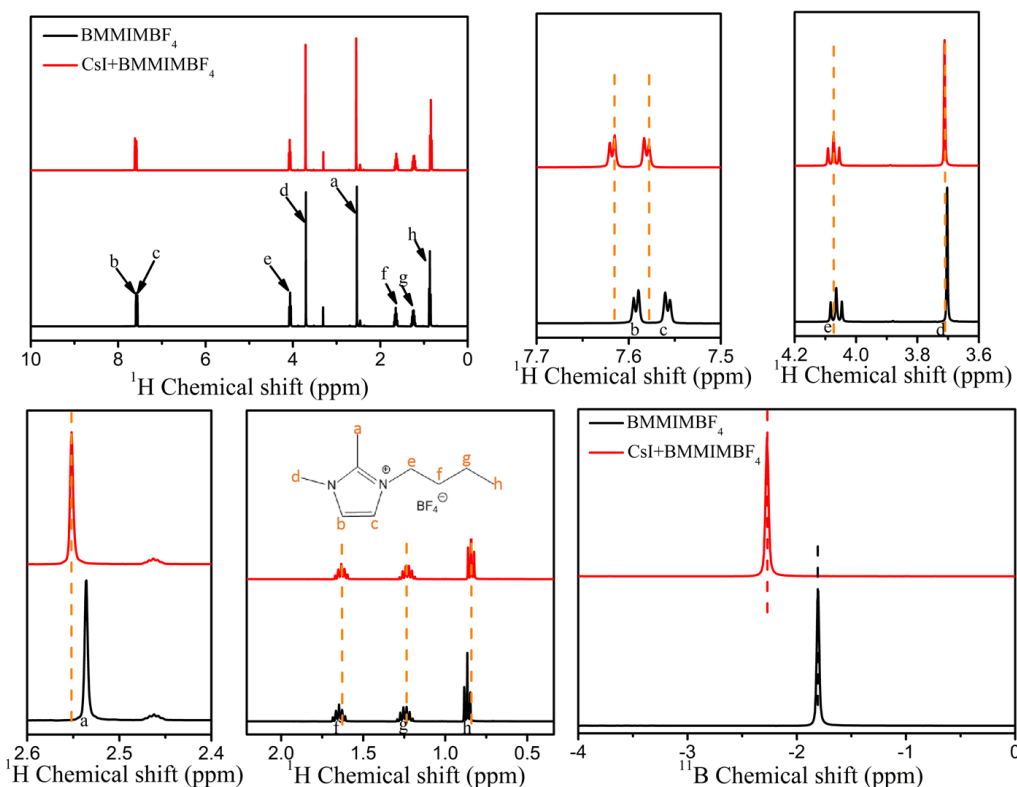 BMMIMBF₄
CsI+BMMIMBF₄
a
d
h
c
b
e
f
g
10 8 6 4 2 0
¹H Chemical shift (ppm)
b c
7.7 7.6 7.5
¹H Chemical shift (ppm)
e d
4.2 4.0 3.8 3.6
¹H Chemical shift (ppm)
a
2.6 2.5 2.4
¹H Chemical shift (ppm)
a
d N N ⊕ e f g h
BF₄ ⊖
b c
f g h
2.0 1.5 1.0 0.5
¹H Chemical shift (ppm)
BMMIMBF₄
CsI+BMMIMBF₄
-4 -3 -2 -1 0
¹¹B Chemical shift (ppm)